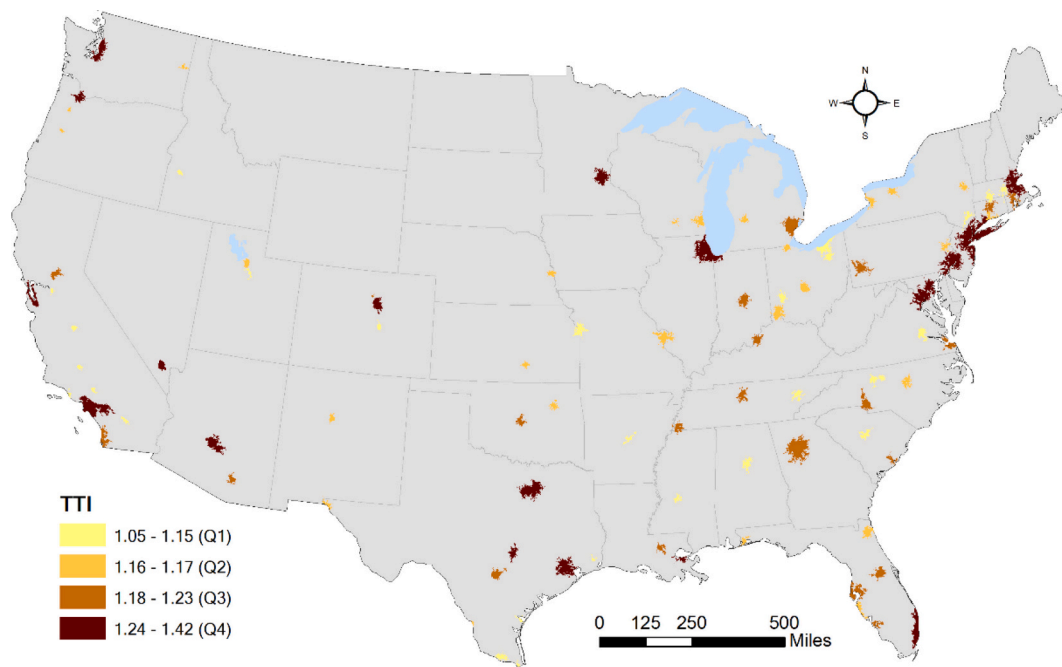 N
W E
S
TTI
1.05 - 1.15 (Q1)
1.16 - 1.17 (Q2)
1.18 - 1.23 (Q3)
1.24 - 1.42 (Q4)
0 125 250 500
Miles